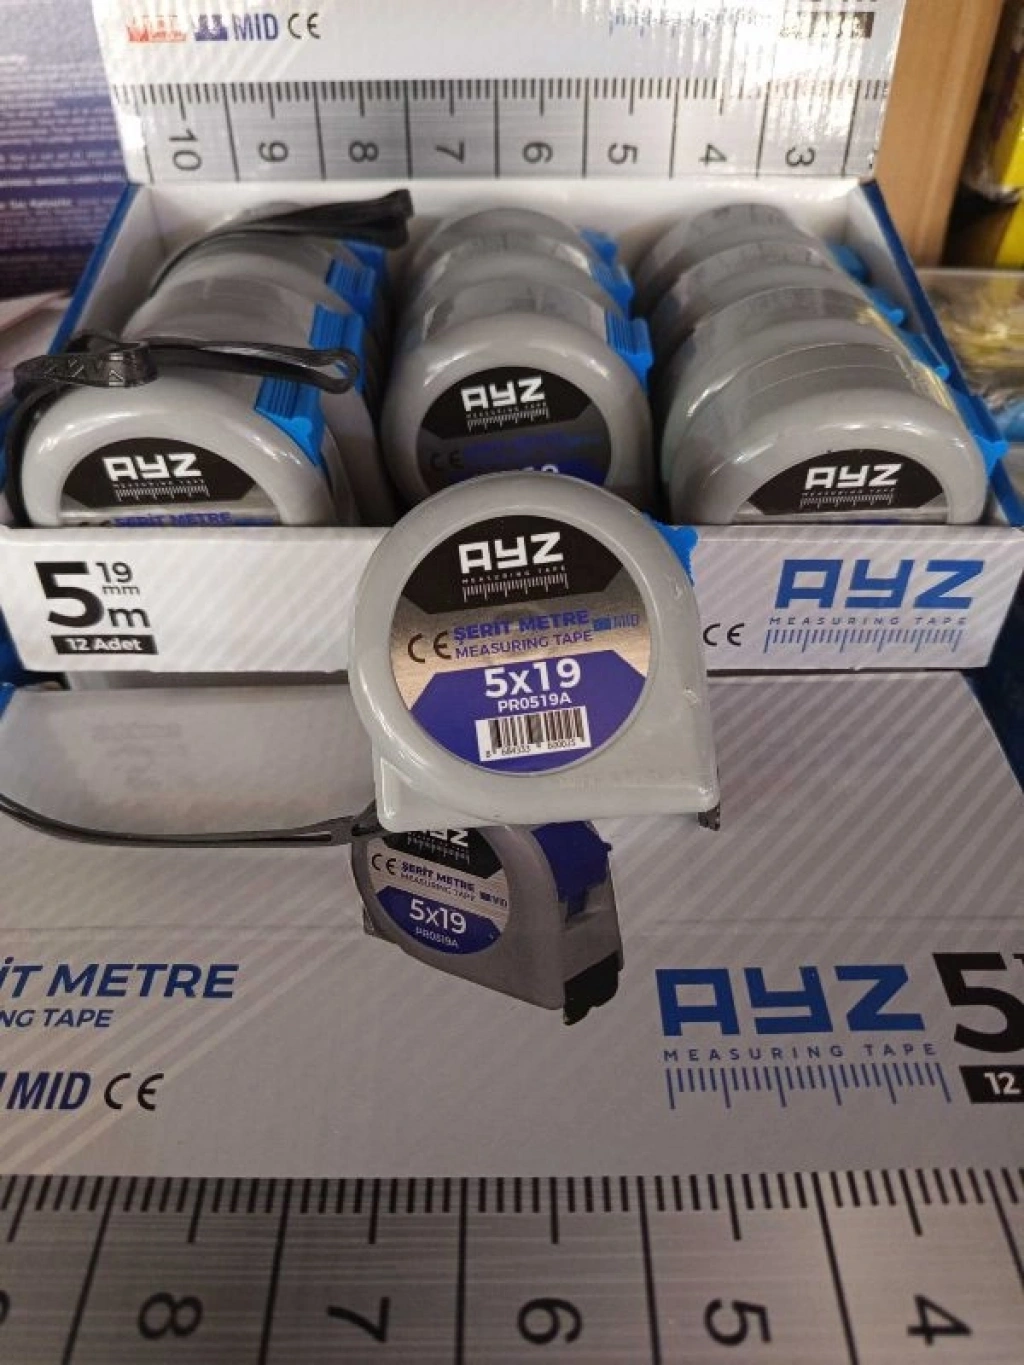 MID CE
10 9 8 7 6 5 4 3
AYZ
MEASURING TAPE
AYZ
MEASURING TAPE
ŞERİT METRE
CE
AYZ
MEASURING TAPE
5 19
mm
m
12 Adet
AYZ
MEASURING TAPE
CE ŞERİT METRE MID
MEASURING TAPE
5x19
PR0519A
CE
AYZ
MEASURING TAPE
CE ŞERİT METRE MID
MEASURING TAPE
5x19
PR0519A
İT METRE
NG TAPE
MID CE
AYZ
MEASURING TAPE
5
12
8 7 6 5 4